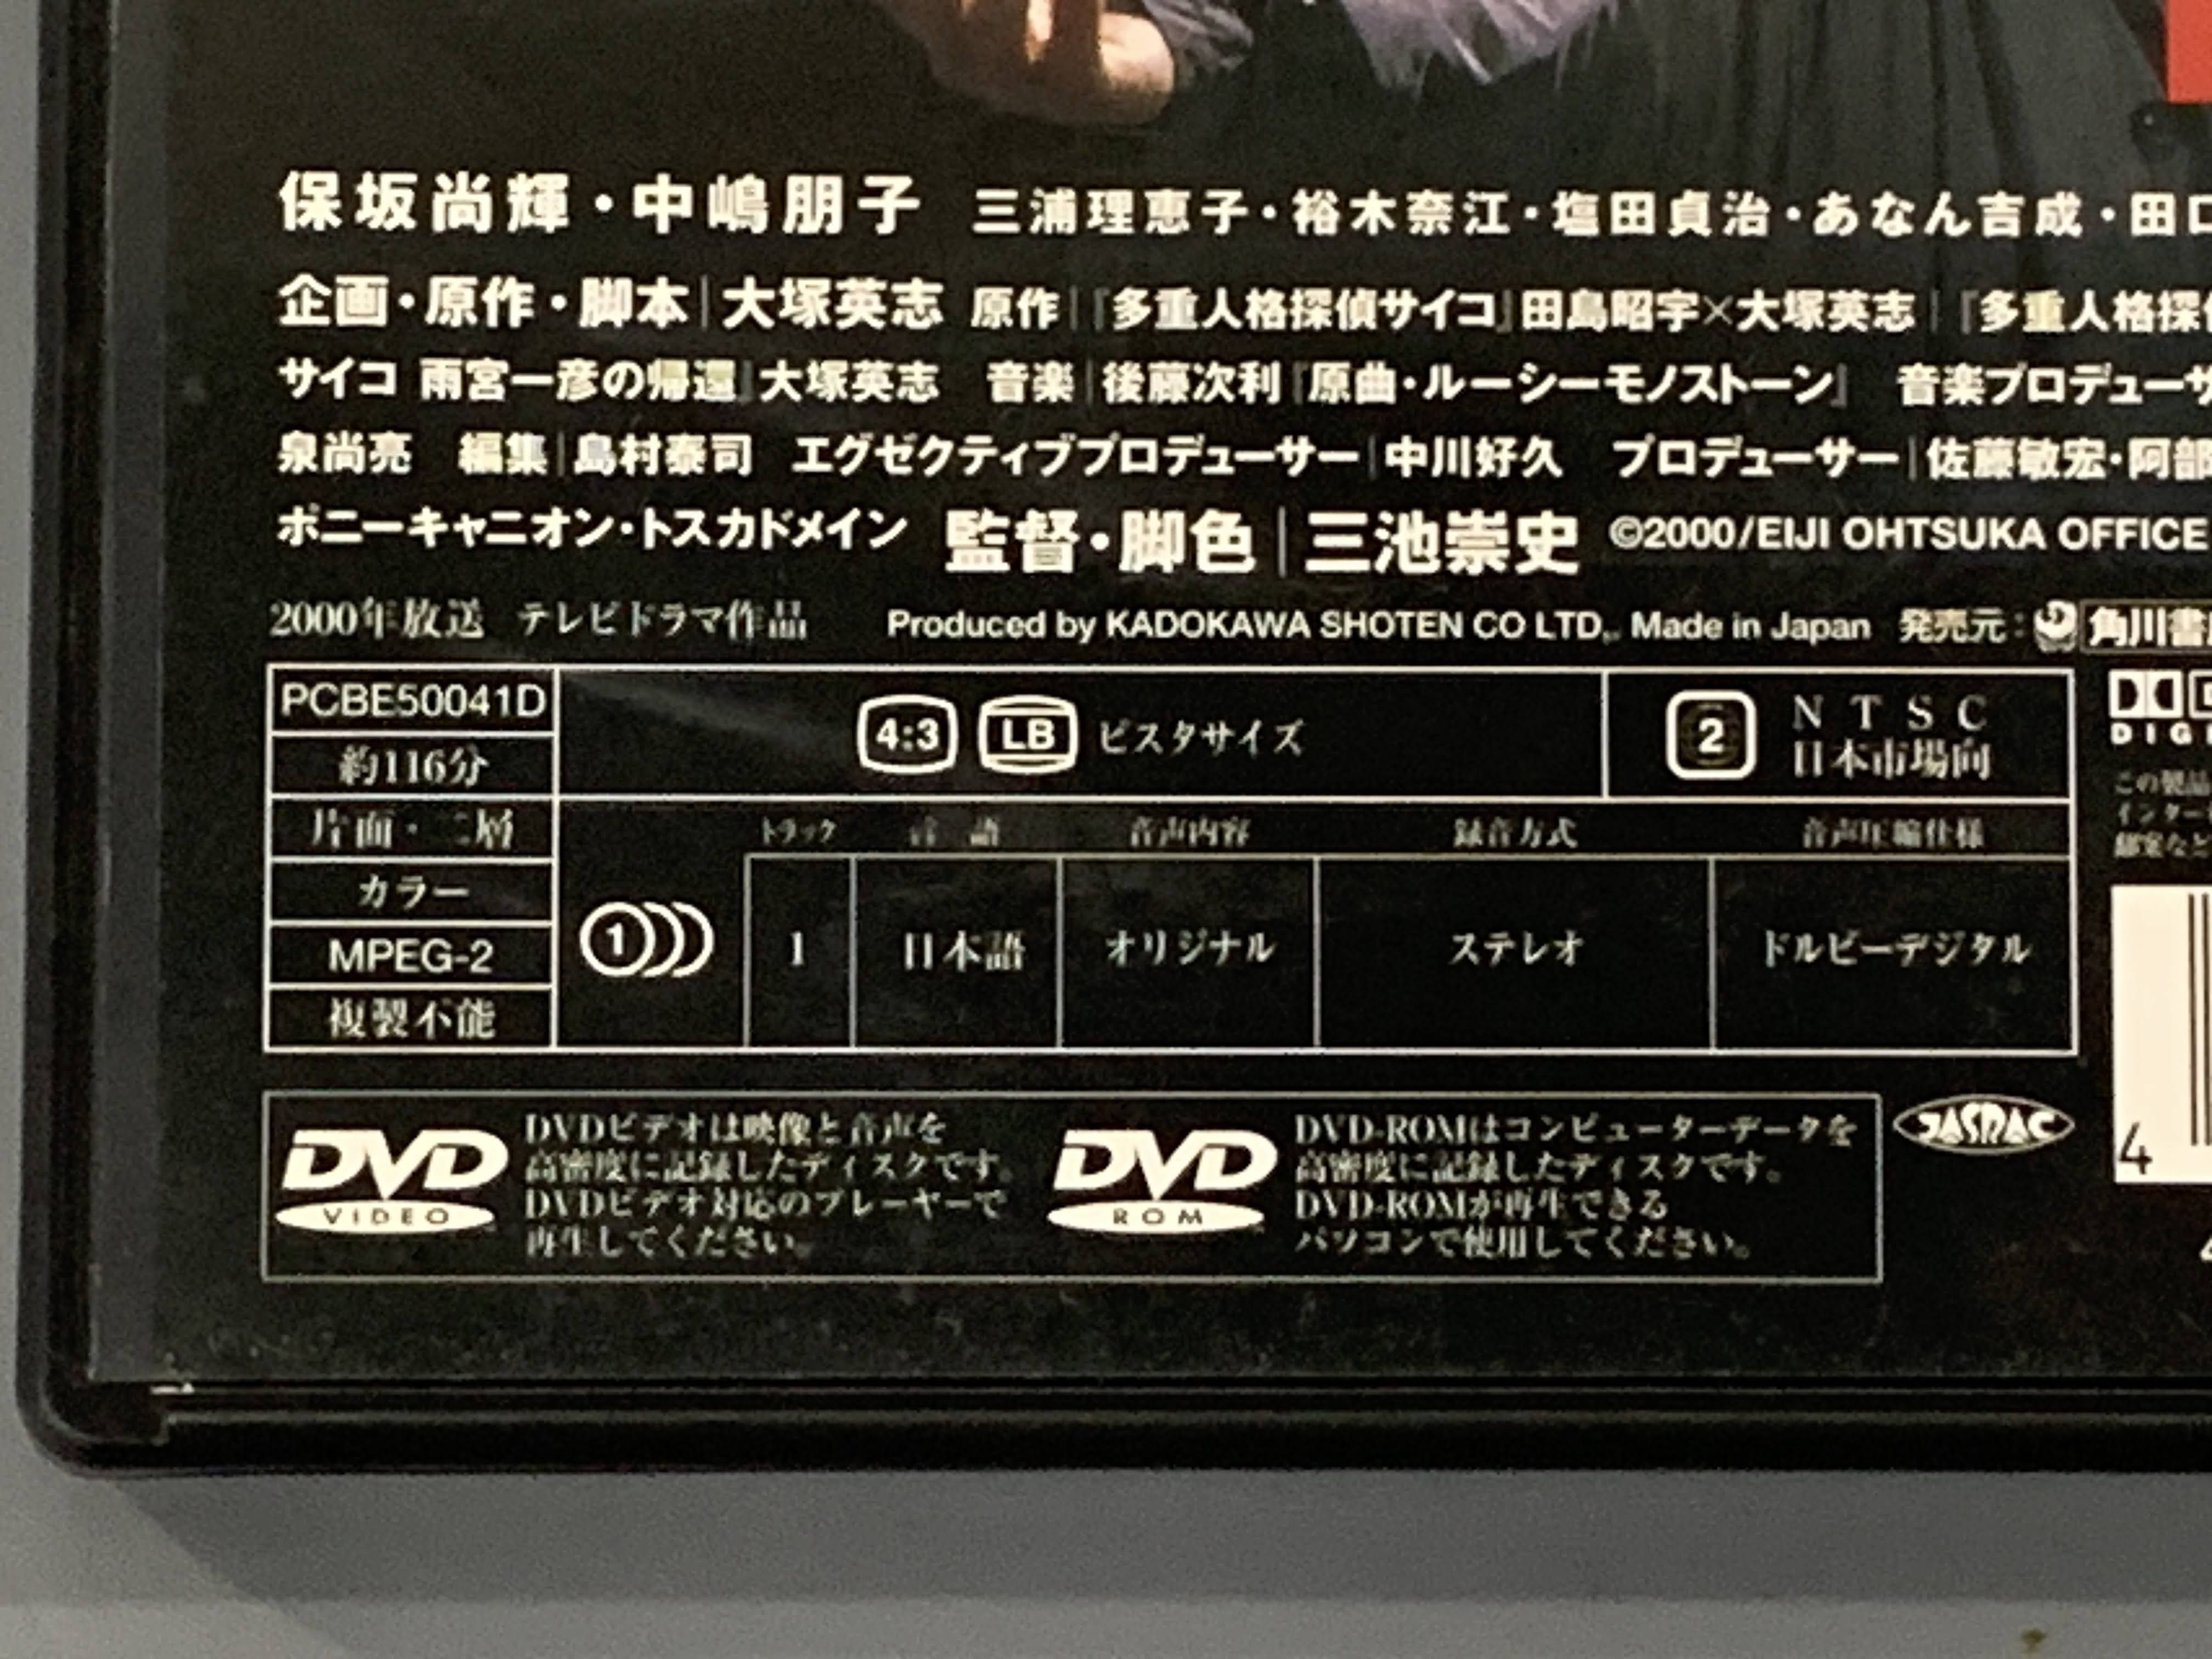 保坂尚輝・中嶋朋子 三浦理恵子・裕木奈江・塩田貞治・あなん吉成・田口
企画・原作・脚本|大塚英志 原作|『多重人格探偵サイコ』田島昭宇×大塚英志|『多重人格探偵
サイコ 雨宮一彦の帰還』大塚英志 音楽|後藤次利『原曲・ルーシーモノストーン』 音楽プロデューサ
泉尚亮 編集|島村泰司 エグゼクティブプロデューサー|中川好久 プロデューサー|佐藤敏宏・阿部
ポニーキャニオン・トスカドメイン 監督・脚色|三池崇史 ©2000/EIJI OHTSUKA OFFICE
2000年放送 テレビドラマ作品 Produced by KADOKAWA SHOTEN CO LTD,. Made in Japan 発売元:角川書
PCBE50041D
約116分
片面・二層
カラー
MPEG-2
複製不能
4:3 LB ビスタサイズ
2 NTSC
日本市場向
トラック 言語 音声内容 録音方式 音声圧縮仕様
1 1 日本語 オリジナル ステレオ ドルビーデジタル
DIGI
この製品
インター
翻案など
DVD VIDEO
DVDビデオは映像と音声を
高密度に記録したディスクです。
DVDビデオ対応のプレーヤーで
再生してください。
DVD ROM
DVD-ROMはコンピューターデータを
高密度に記録したディスクです。
DVD-ROMが再生できる
パソコンで使用してください。
JASRAC
4